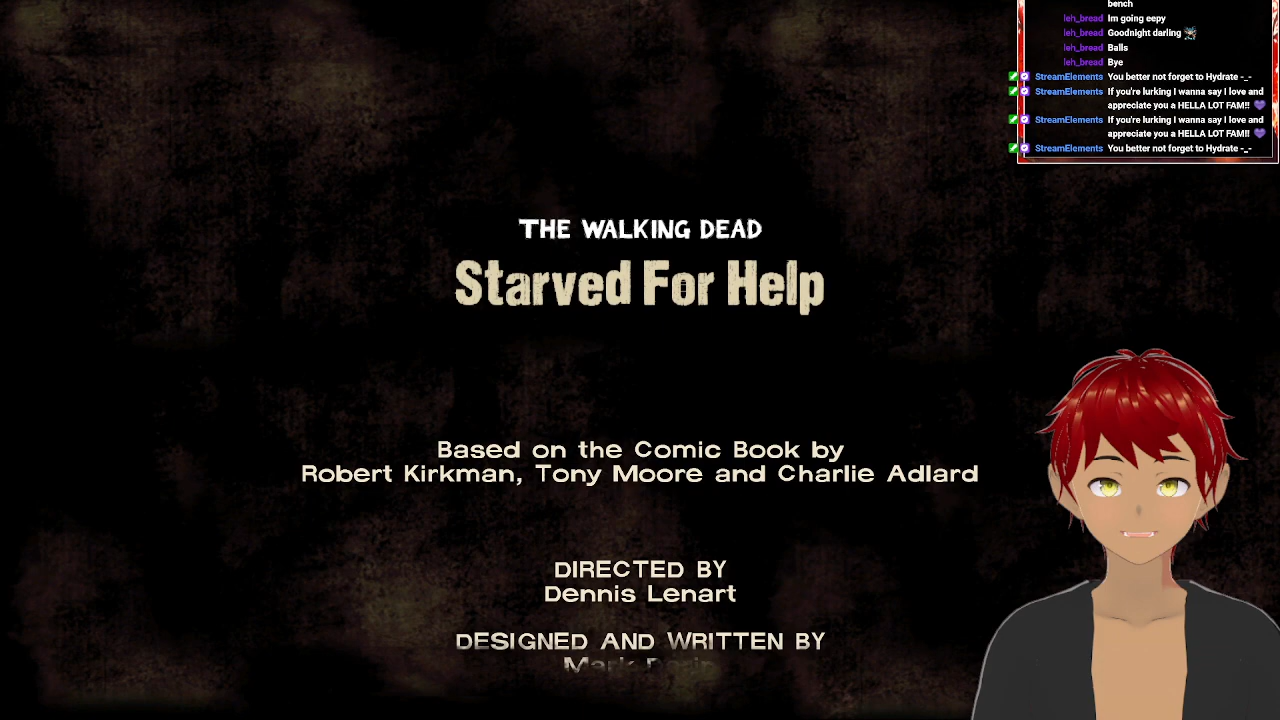 bench
leh_bread Im going eepy
leh_bread Goodnight darling
leh_bread Balls
leh_bread Bye
StreamElements You better not forget to Hydrate -_-
StreamElements If you're lurking I wanna say I love and
appreciate you a HELLA LOT FAM!!
StreamElements If you're lurking I wanna say I love and
appreciate you a HELLA LOT FAM!!
StreamElements You better not forget to Hydrate -_-
THE WALKING DEAD
Starved For Help
Based on the Comic Book by
Robert Kirkman, Tony Moore and Charlie Adlard
DIRECTED BY
Dennis Lenart
DESIGNED AND WRITTEN BY
Mark